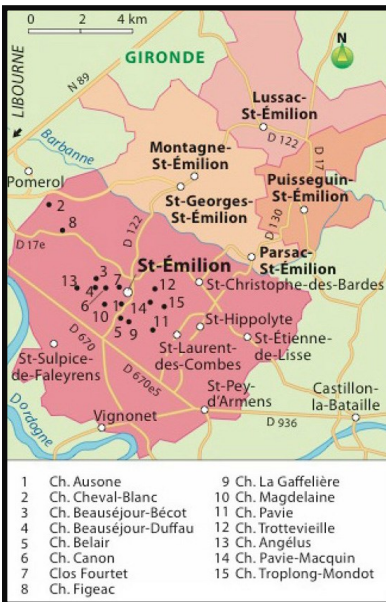 0 2 4 km
N
LIBOURNE
N 89
GIRONDE
Lussac-
St-Émilion
Barbanne
D 122
D 17
Montagne-
St-Émilion
Pomerol
Puisseguin-
St-Émilion
St-Georges-
St-Émilion
2
8
D 122
D 130
D 17e
Parsac-
St-Émilion
St-Émilion
St-Christophe-des-Bardes
3
13
4
7
12
6
1
14
15
10
5
9
11
St-Hippolyte
D 670
St-Étienne-
de-Lisse
St-Laurent-
des-Combes
St-Sulpice-
de-Faleyrens
D 670e5
St-Pey-
d'Armens
Castillon-
la-Bataille
Dordogne
Vignonet
D 936
1 Ch. Ausone
2 Ch. Cheval-Blanc
3 Ch. Beauséjour-Bécot
4 Ch. Beauséjour-Duffau
5 Ch. Belair
6 Ch. Canon
7 Clos Fourtet
8 Ch. Figeac
9 Ch. La Gaffelière
10 Ch. Magdelaine
11 Ch. Pavie
12 Ch. Trottevieille
13 Ch. Angélus
14 Ch. Pavie-Macquin
15 Ch. Troplong-Mondot